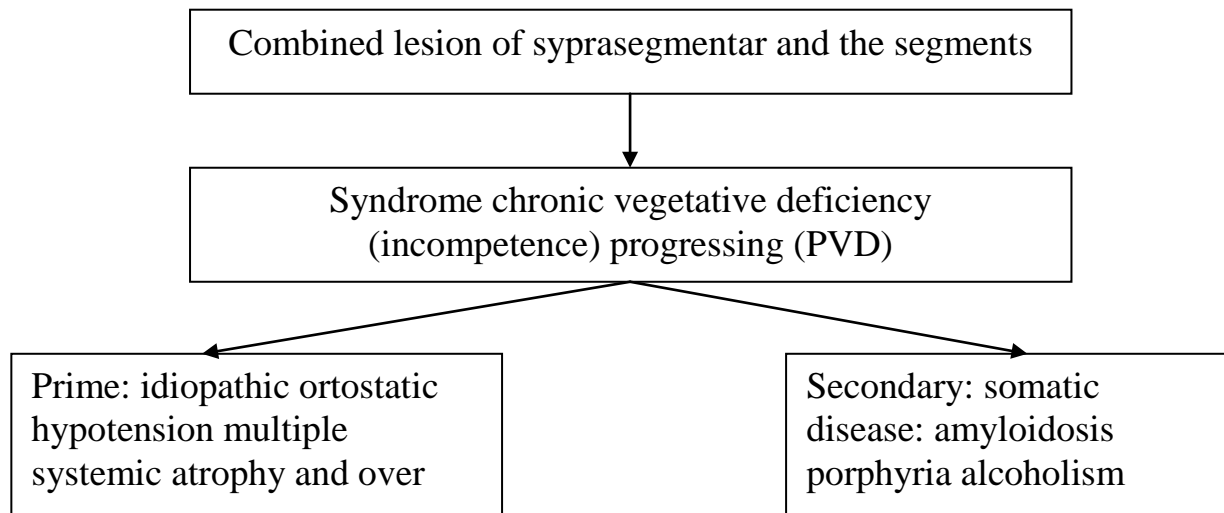 Combined lesion of syprasegmentar and the segments
Syndrome chronic vegetative deficiency
(incompetence) progressing (PVD)
Prime: idiopathic ortostatic
hypotension multiple
systemic atrophy and over
Secondary: somatic
disease: amyloidosis
porphyria alcoholism